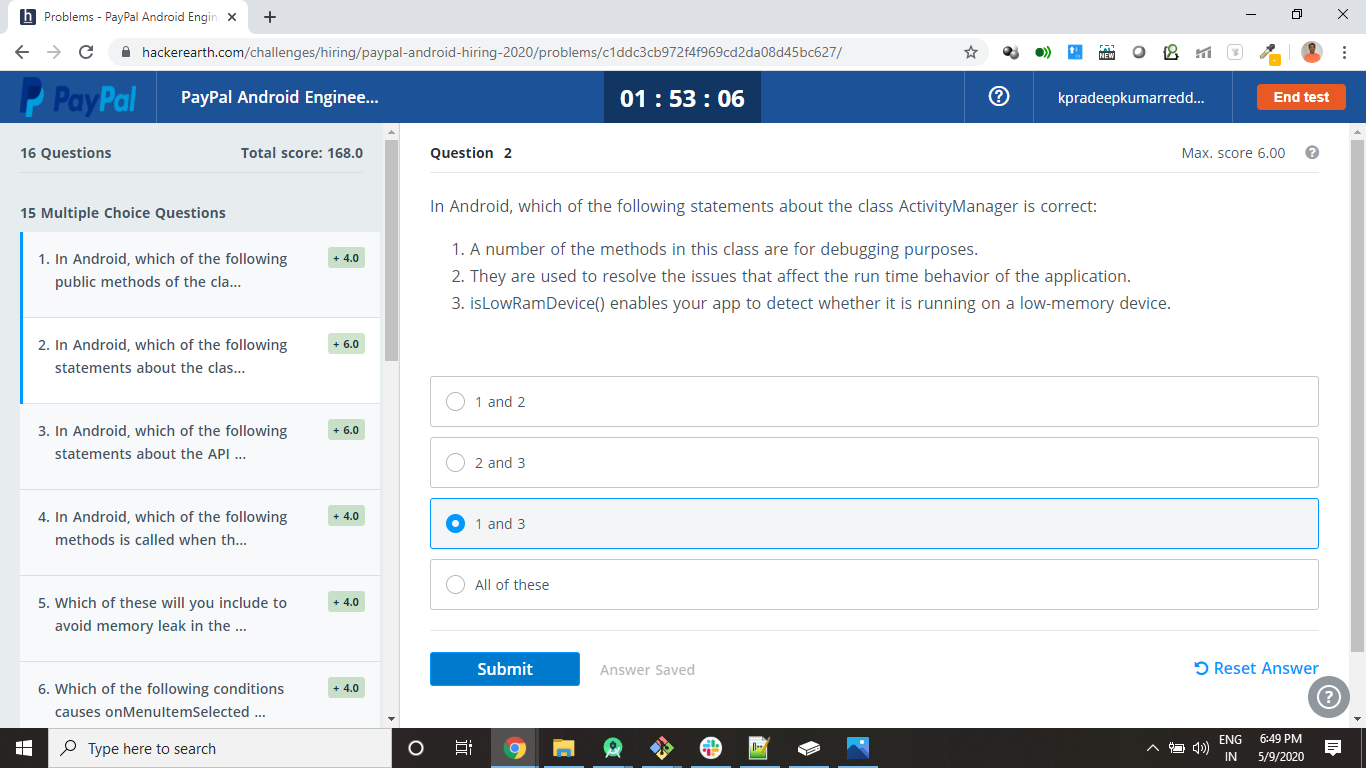 Problems - PayPal Android Engin
hackerearth.com/challenges/hiring/paypal-android-hiring-2020/problems/c1ddc3cb972f4f969cd2da08d45bc627/
NEW
PayPal
PayPal Android Enginee...
01 : 53 : 06
kpradeepkumarredd...
End test
16 Questions
Total score: 168.0
15 Multiple Choice Questions
1. In Android, which of the following
public methods of the cla...
+ 4.0
2. In Android, which of the following
statements about the clas...
+ 6.0
3. In Android, which of the following
statements about the API ...
+ 6.0
4. In Android, which of the following
methods is called when th...
+ 4.0
5. Which of these will you include to
avoid memory leak in the ...
+ 4.0
6. Which of the following conditions
causes onMenuItemSelected ...
+ 4.0
Question 2
Max. score 6.00
In Android, which of the following statements about the class ActivityManager is correct:
1. A number of the methods in this class are for debugging purposes.
2. They are used to resolve the issues that affect the run time behavior of the application.
3. isLowRamDevice() enables your app to detect whether it is running on a low-memory device.
1 and 2
2 and 3
1 and 3
All of these
Submit
Answer Saved
Reset Answer
Type here to search
ENG
IN
6:49 PM
5/9/2020